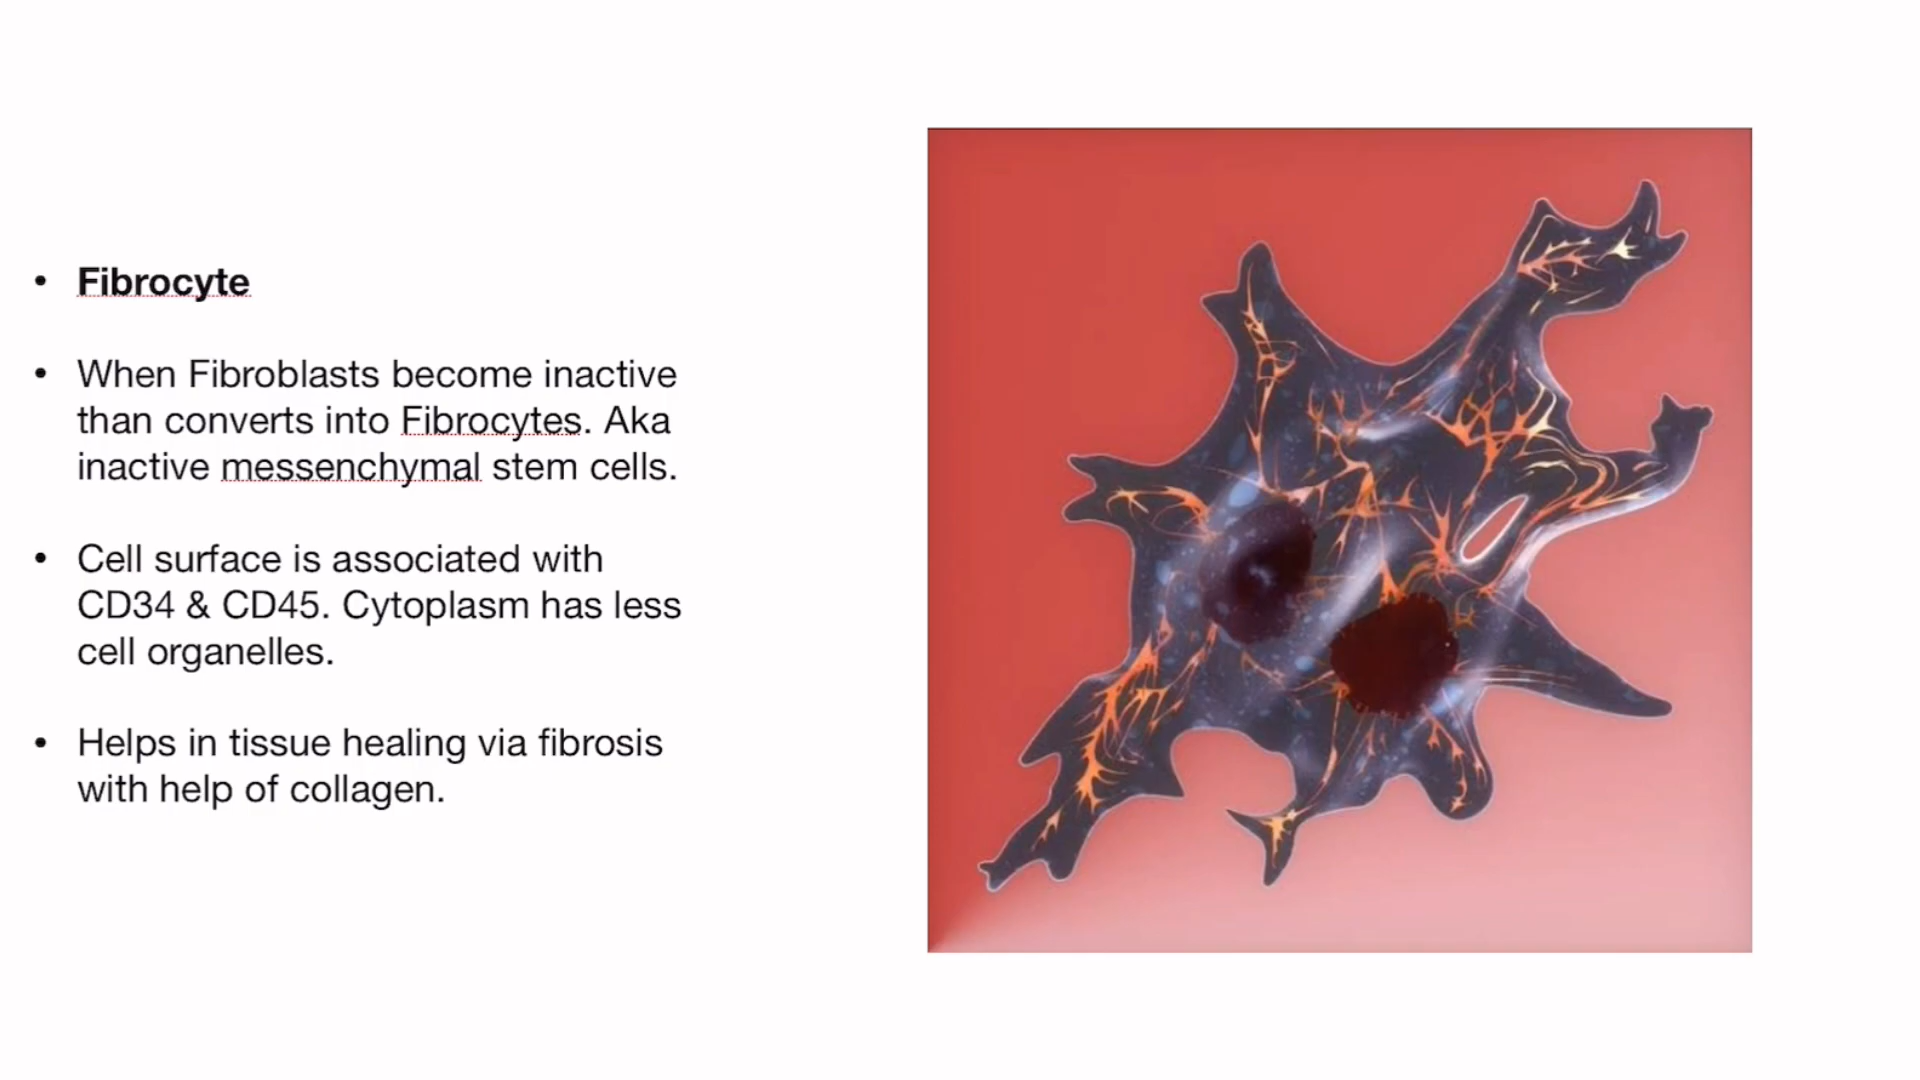 • Fibrocyte
• When Fibroblasts become inactive
than converts into Fibrocytes. Aka
inactive messenchymal stem cells.
• Cell surface is associated with
CD34 & CD45. Cytoplasm has less
cell organelles.
• Helps in tissue healing via fibrosis
with help of collagen.